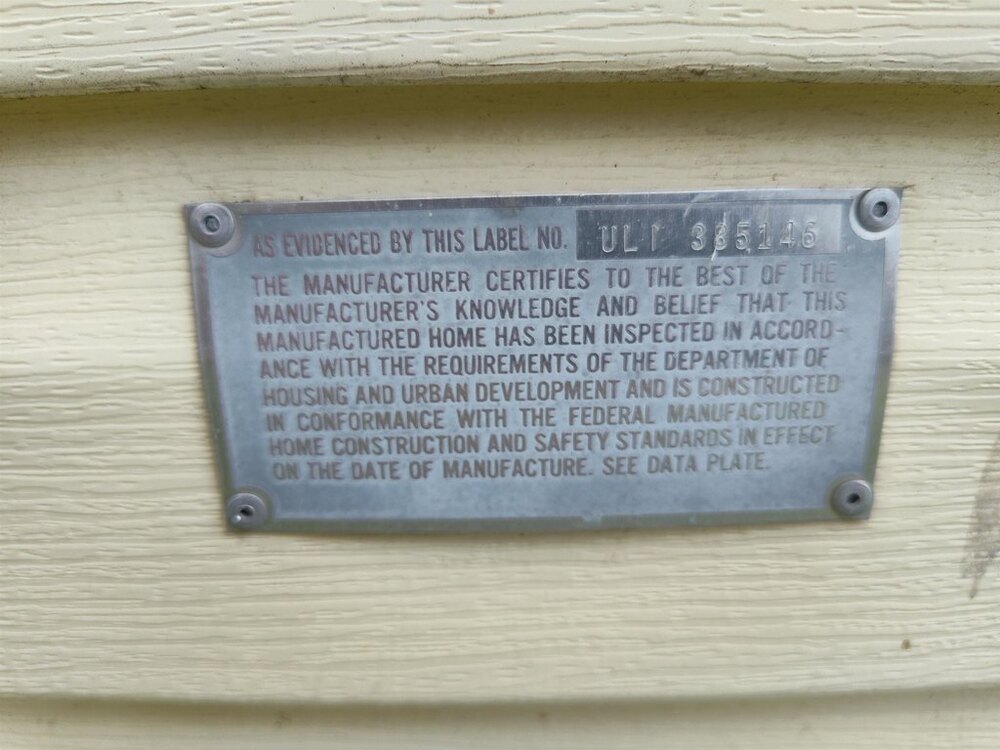 AS EVIDENCED BY THIS LABEL NO. ULI 385146
THE MANUFACTURER CERTIFIES TO THE BEST OF THE
MANUFACTURER'S KNOWLEDGE AND BELIEF THAT THIS
MANUFACTURED HOME HAS BEEN INSPECTED IN ACCORD-
ANCE WITH THE REQUIREMENTS OF THE DEPARTMENT OF
HOUSING AND URBAN DEVELOPMENT AND IS CONSTRUCTED
IN CONFORMANCE WITH THE FEDERAL MANUFACTURED
HOME CONSTRUCTION AND SAFETY STANDARDS IN EFFECT
ON THE DATE OF MANUFACTURE. SEE DATA PLATE.